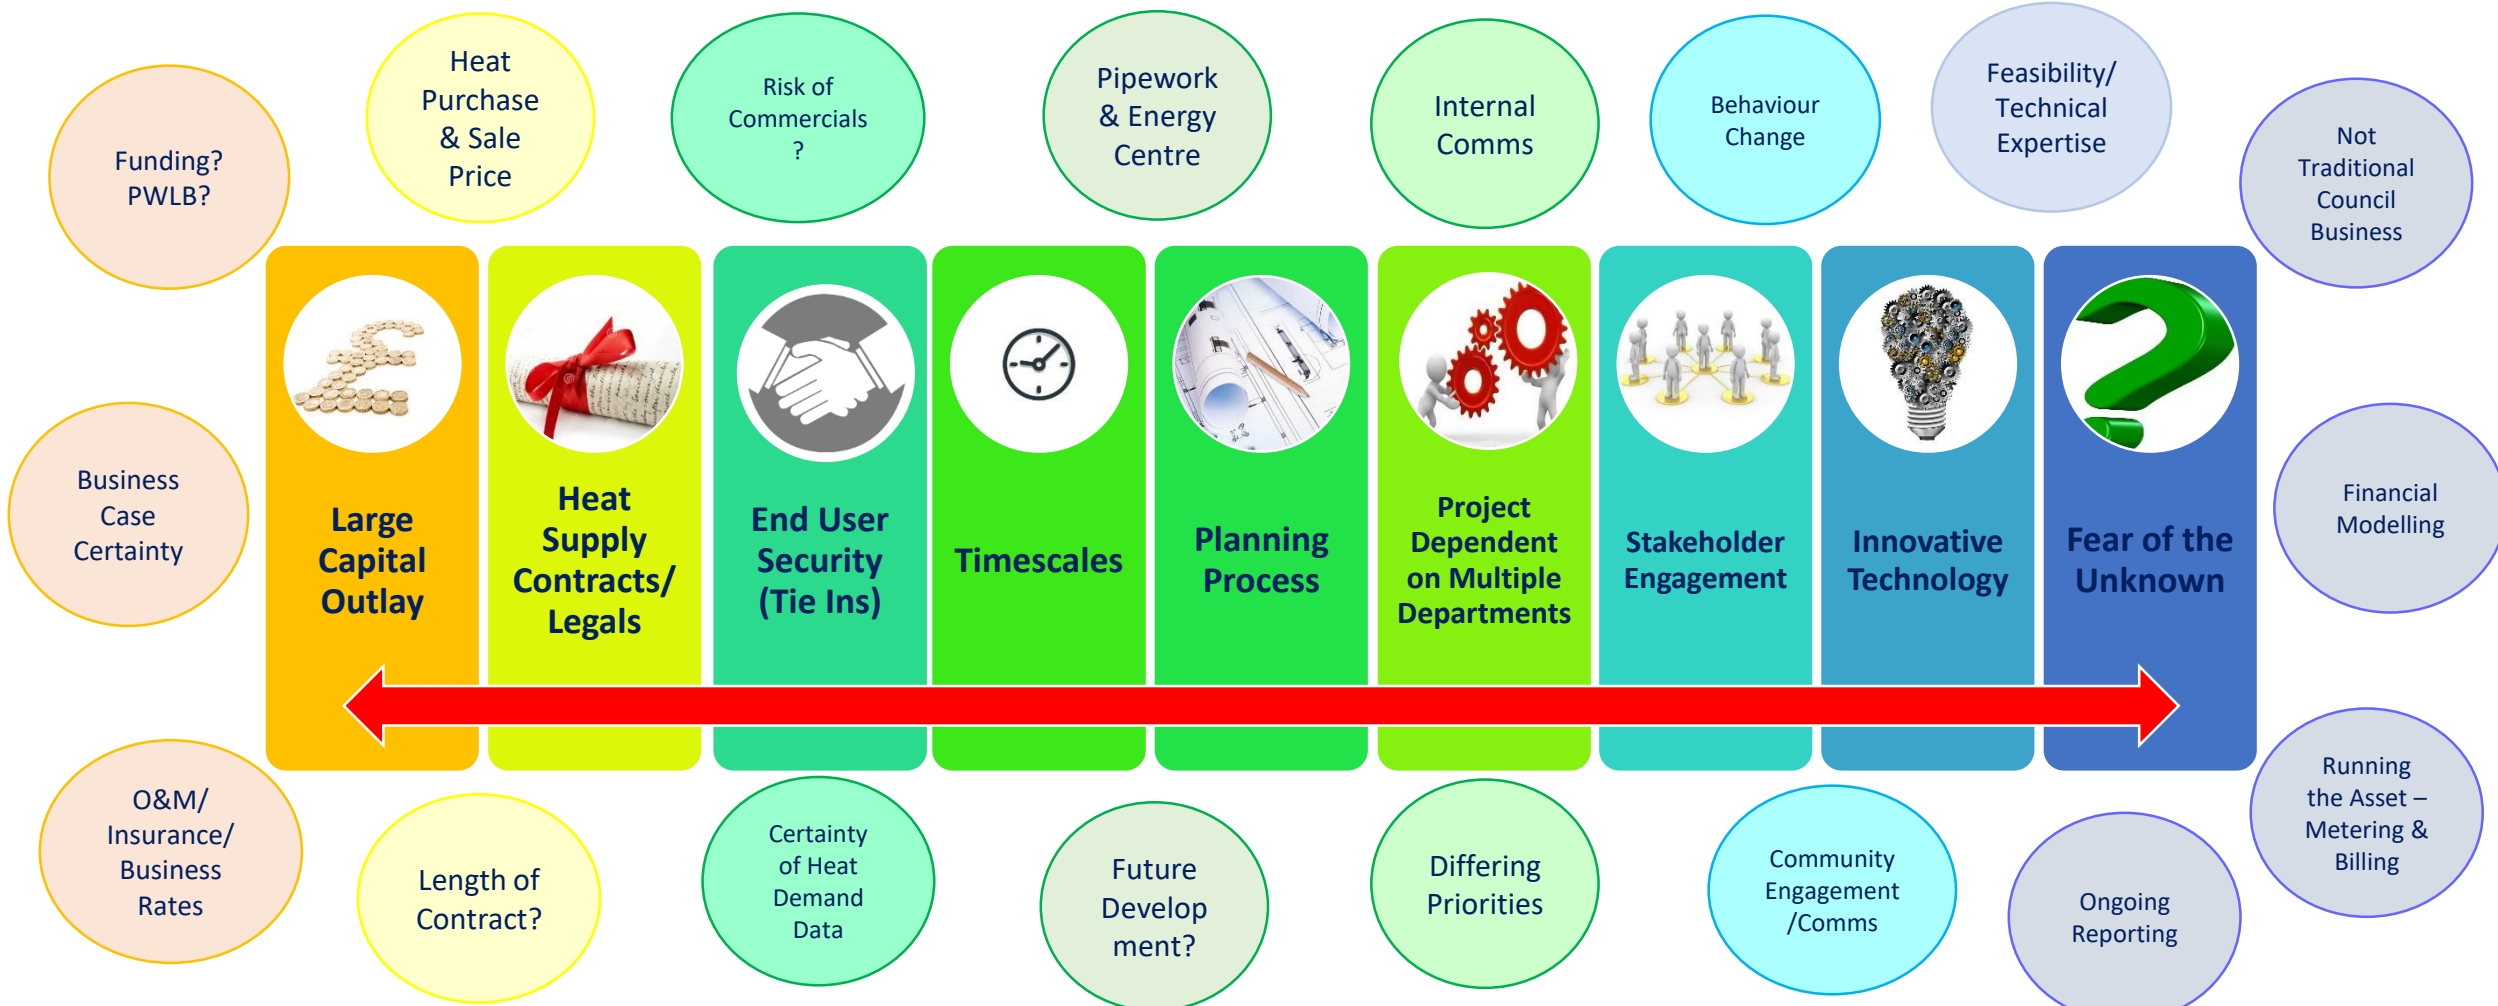 Funding?
PWLB?
Heat
Purchase
& Sale
Price
Risk of
Commercials
?
Pipework
& Energy
Centre
Internal
Comms
Behaviour
Change
Feasibility/
Technical
Expertise
Not
Traditional
Council
Business
Business
Case
Certainty
Large
Capital
Outlay
Heat
Supply
Contracts/
Legals
End User
Security
(Tie Ins)
Timescales
Planning
Process
Project
Dependent
on Multiple
Departments
Stakeholder
Engagement
Innovative
Technology
Fear of the
Unknown
Financial
Modelling
O&M/
Insurance/
Business
Rates
Length of
Contract?
Certainty
of Heat
Demand
Data
Future
Develop
ment?
Differing
Priorities
Community
Engagement
/Comms
Ongoing
Reporting
Running
the Asset –
Metering &
Billing